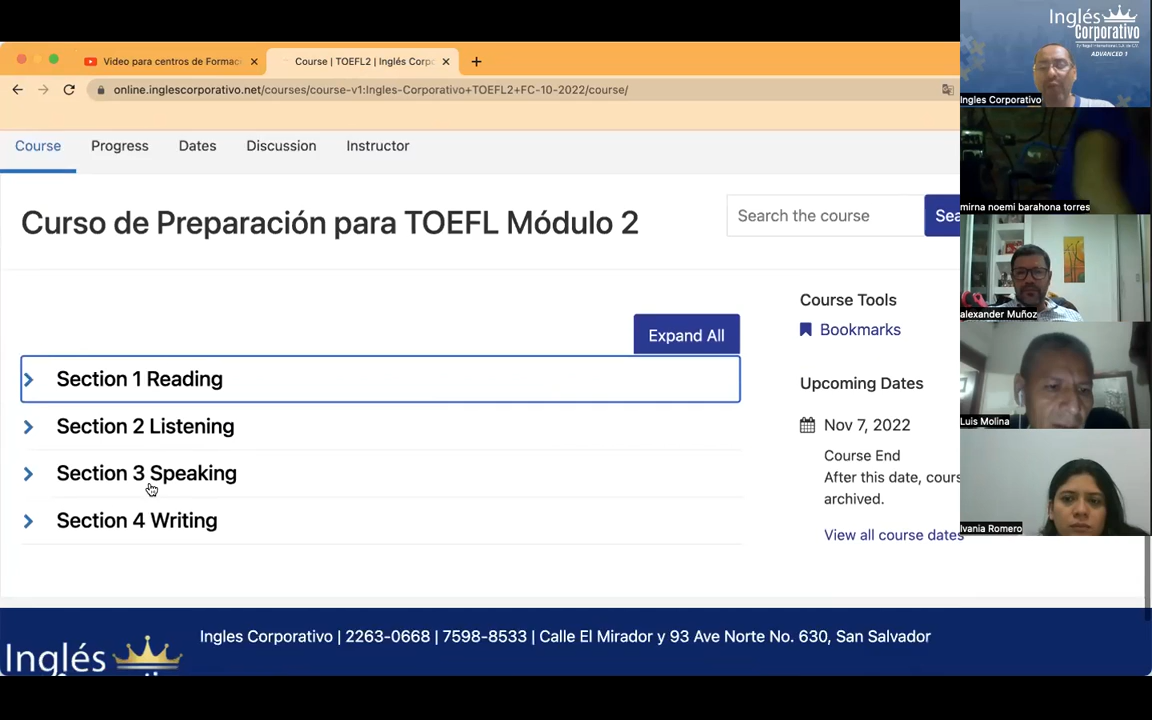 Video para centros de Formac
Course | TOEFL2 | Inglés Corpo
online.inglescorporativo.net/courses/course-v1:Ingles-Corporativo+TOEFL2+FC-10-2022/course/
Course
Progress
Dates
Discussion
Instructor
Curso de Preparación para TOEFL Módulo 2
Search the course
Sea
Expand All
Section 1 Reading
Section 2 Listening
Section 3 Speaking
Section 4 Writing
Course Tools
Bookmarks
Upcoming Dates
Nov 7, 2022
Course End
After this date, cours
archived.
View all course dates
Ingles Corporativo | 2263-0668 | 7598-8533 | Calle El Mirador y 93 Ave Norte No. 630, San Salvador
Inglés
Inglés
Corporativo
ADVANCED 1
Ingles Corporativo
mirna noemi barahona torres
alexander Muñoz
Luis Molina
Ivania Romero